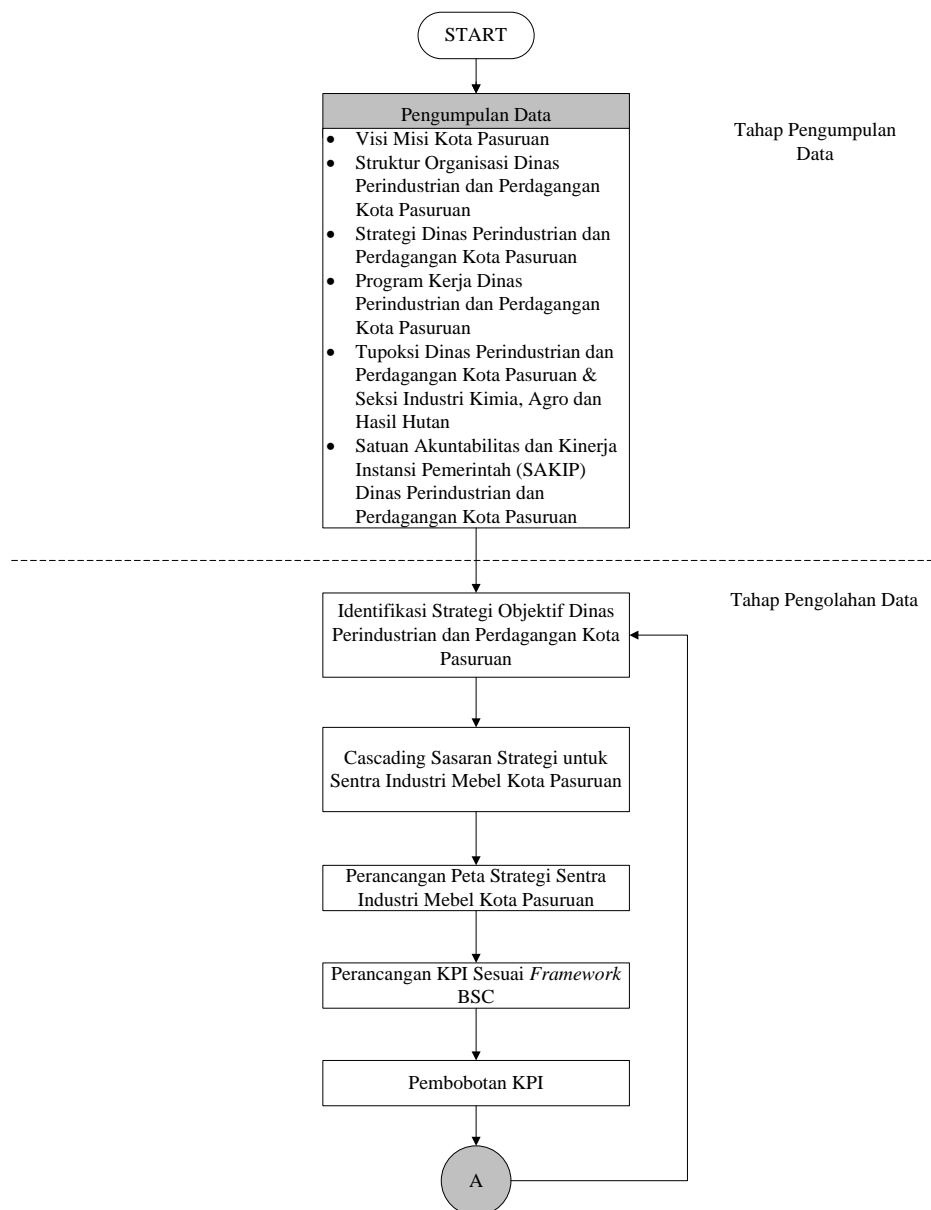 START
Pengumpulan Data
Tahap Pengumpulan
Data
• Visi Misi Kota Pasuruan
• Struktur Organisasi Dinas
Perindustrian dan Perdagangan
Kota Pasuruan
• Strategi Dinas Perindustrian dan
Perdagangan Kota Pasuruan
• Program Kerja Dinas
Perindustrian dan Perdagangan
Kota Pasuruan
• Tupoksi Dinas Perindustrian dan
Perdagangan Kota Pasuruan &
Seksi Industri Kimia, Agro dan
Hasil Hutan
• Satuan Akuntabilitas dan Kinerja
Instansi Pemerintah (SAKIP)
Dinas Perindustrian dan
Perdagangan Kota Pasuruan
Tahap Pengolahan Data
Identifikasi Strategi Objektif Dinas
Perindustrian dan Perdagangan Kota
Pasuruan
Cascading Sasaran Strategi untuk
Sentra Industri Mebel Kota Pasuruan
Perancangan Peta Strategi Sentra
Industri Mebel Kota Pasuruan
Perancangan KPI Sesuai Framework
BSC
Pembobotan KPI
A